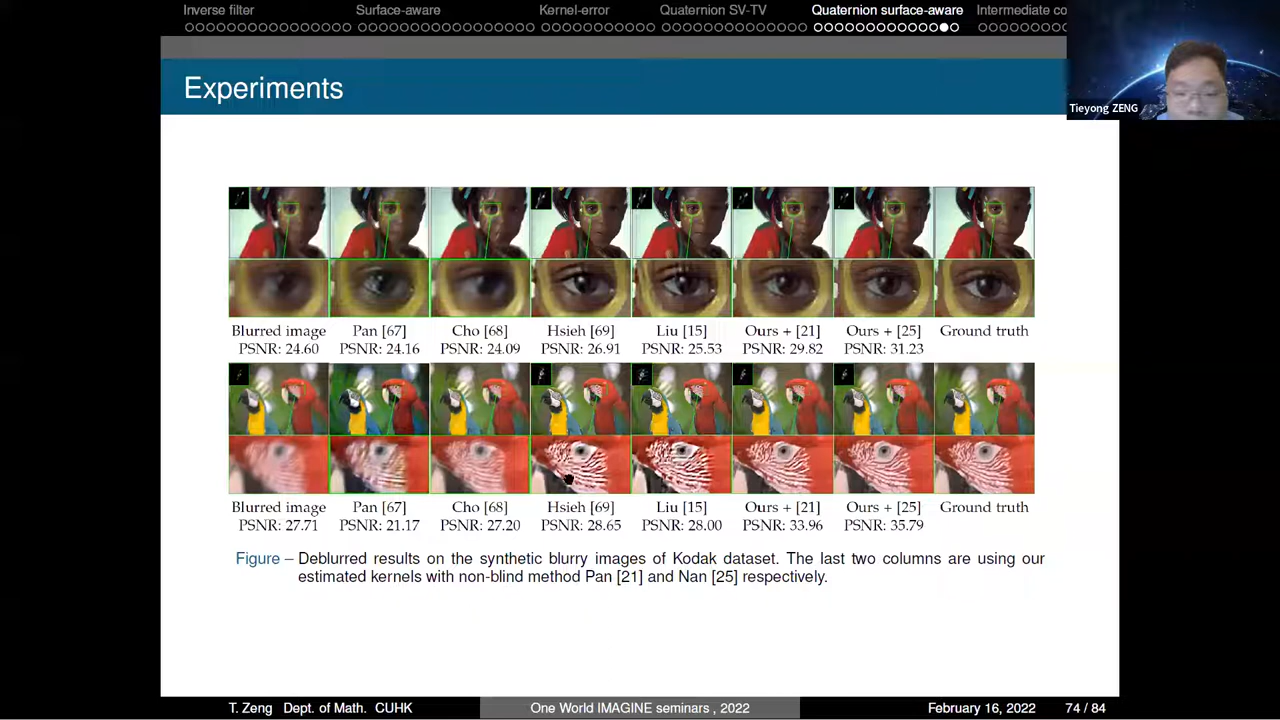 Inverse filter Surface-aware Kernel-error Quaternion SV-TV Quaternion surface-aware Intermediate co
Tieyong ZENG
Experiments
Blurred image Pan [67] Cho [68] Hsieh [69] Liu [15] Ours + [21] Ours + [25] Ground truth
PSNR: 24.60 PSNR: 24.16 PSNR: 24.09 PSNR: 26.91 PSNR: 25.53 PSNR: 29.82 PSNR: 31.23
Blurred image Pan [67] Cho [68] Hsieh [69] Liu [15] Ours + [21] Ours + [25] Ground truth
PSNR: 27.71 PSNR: 21.17 PSNR: 27.20 PSNR: 28.65 PSNR: 28.00 PSNR: 33.96 PSNR: 35.79
Figure – Deblurred results on the synthetic blurry images of Kodak dataset. The last two columns are using our
estimated kernels with non-blind method Pan [21] and Nan [25] respectively.
T. Zeng Dept. of Math. CUHK One World IMAGINE seminars , 2022 February 16, 2022 74 / 84